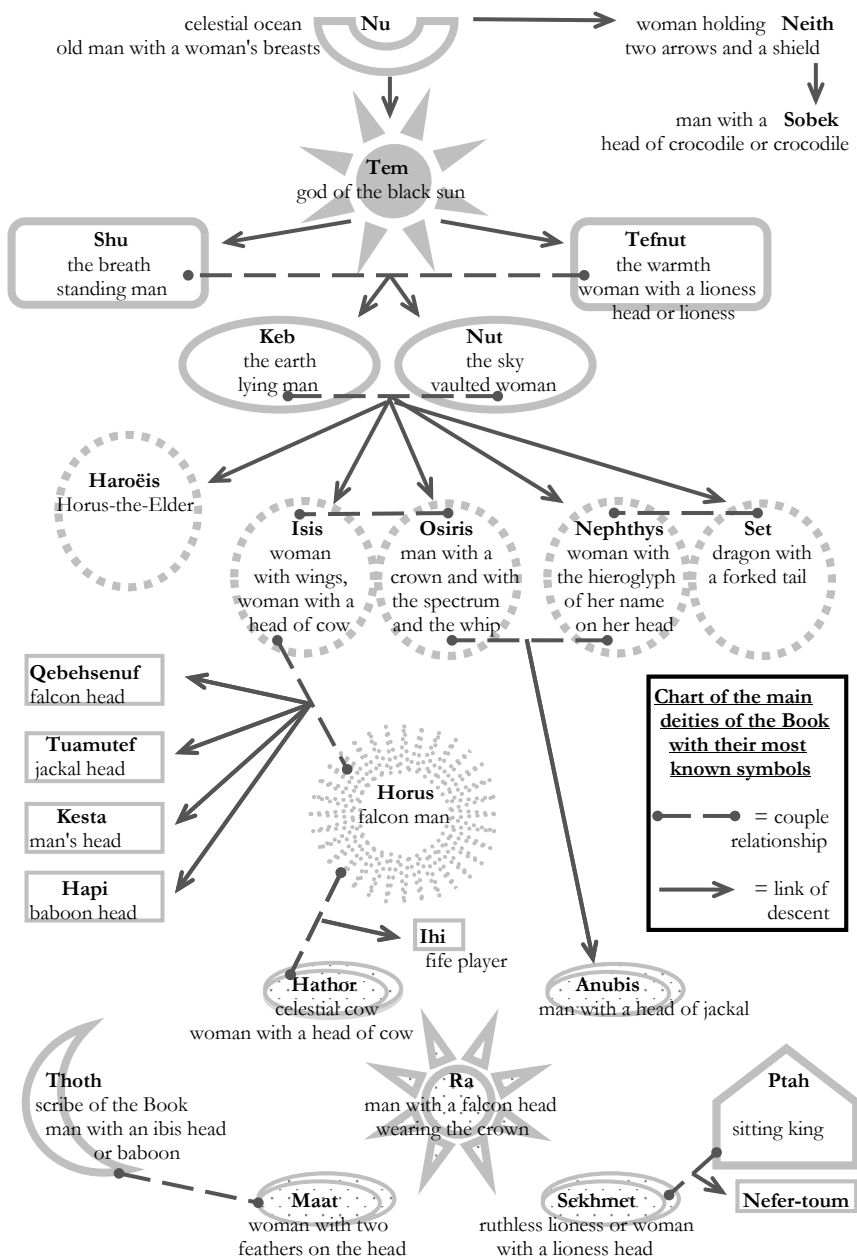 celestial ocean
old man with a woman's breasts
Nu
woman holding Neith
two arrows and a shield
man with a Sobek
head of crocodile or crocodile
Tem
god of the black sun
Shu
the breath
standing man
Tefnut
the warmth
woman with a lioness
head or lioness
Keb
the earth
lying man
Nut
the sky
vaulted woman
Haroëis
Horus-the-Elder
Isis
woman
with wings,
woman with a
head of cow
Osiris
man with a
crown and with
the spectrum
and the whip
Nephthys
woman with
the hieroglyph
of her name
on her head
Set
dragon with
a forked tail
Qebehsenuf
falcon head
Tuamutef
jackal head
Kesta
man's head
Hapi
baboon head
Horus
falcon man
Chart of the main
deities of the Book
with their most
known symbols
= couple
relationship
= link of
descent
Ihi
fife player
Hathor
celestial cow
woman with a head of cow
Anubis
man with a head of jackal
Thoth
scribe of the Book
man with an ibis head
or baboon
Ra
man with a falcon head
wearing the crown
Ptah
sitting king
Maat
woman with two
feathers on the head
Sekhmet
ruthless lioness or woman
with a lioness head
Nefer-toum